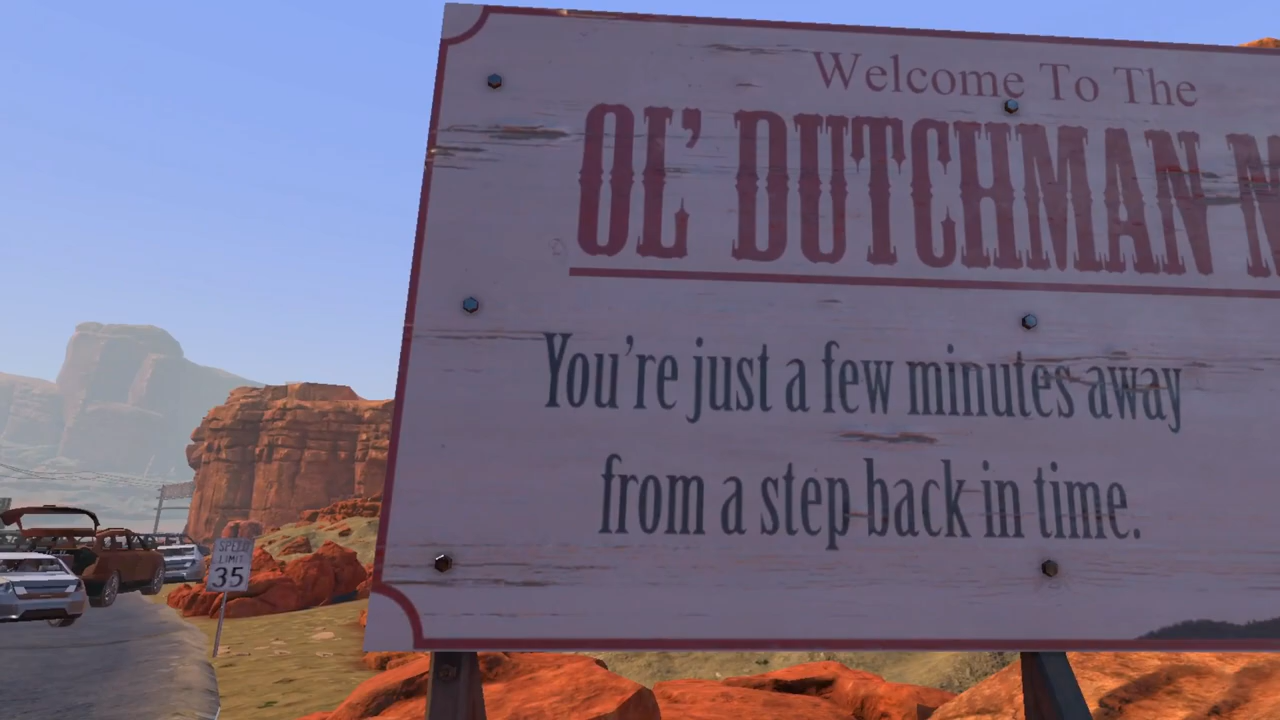 Welcome To The
OL' DUTCHMAN
You're just a few minutes away
from a step back in time.
SPEED
LIMIT
35